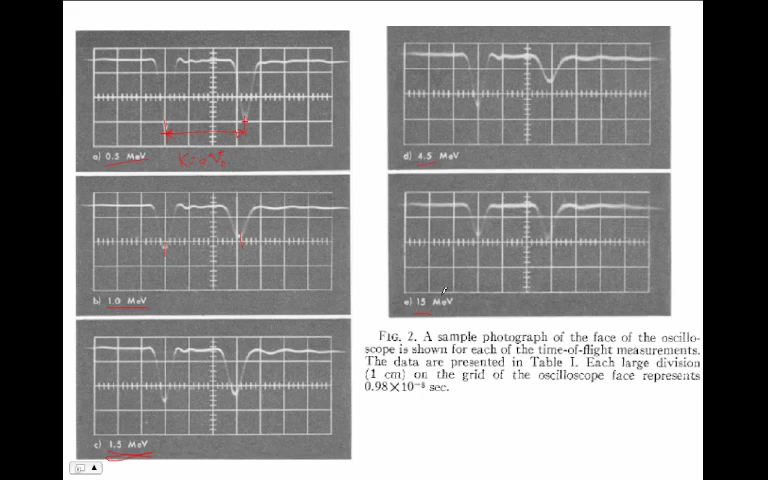 a) 0.5 MeV
b) 1.0 MeV
c) 1.5 MeV
d) 4.5 MeV
e) 15 MeV
FIG. 2. A sample photograph of the face of the oscillo-
scope is shown for each of the time-of-flight measurements.
The data are presented in Table I. Each large division
(1 cm) on the grid of the oscilloscope face represents
0.98×10⁻⁸ sec.